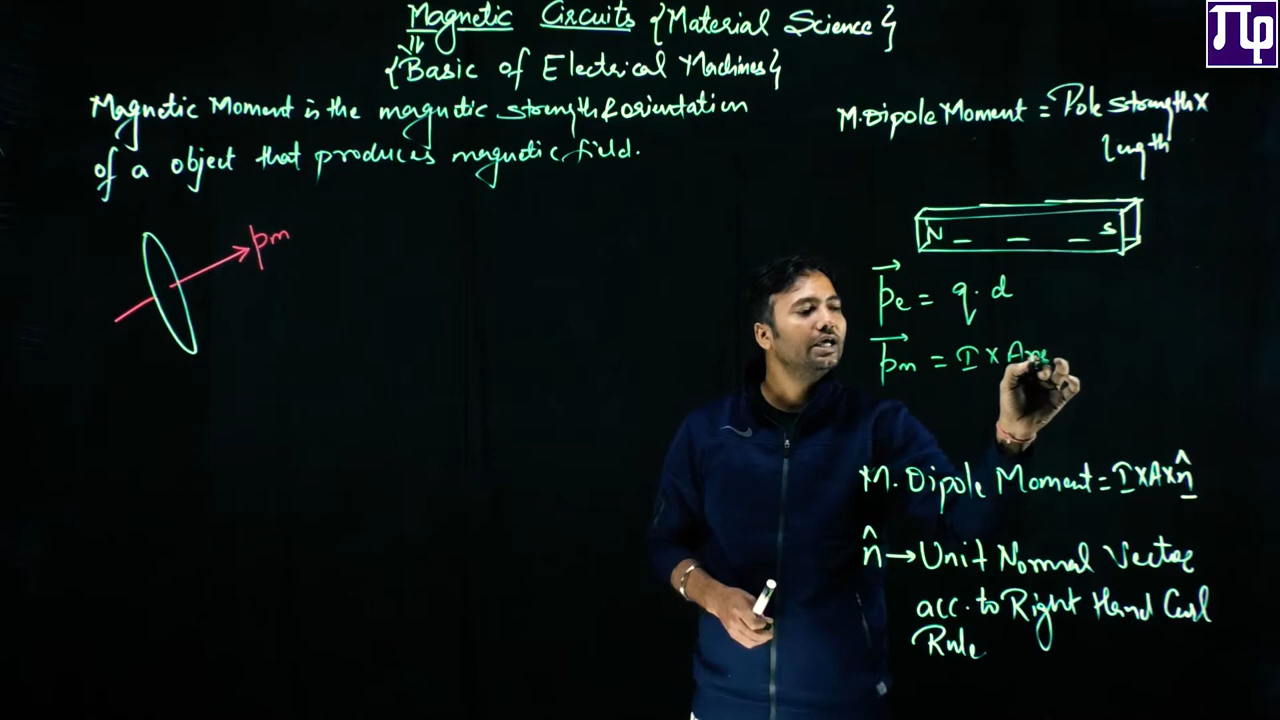 Magnetic Circuits {Material Science}
⇓
{Basic of Electrical Machines}
Magnetic Moment is the magnetic strength & orientation
of a object that produces magnetic field.
pm
M. Dipole Moment = Pole Strength ×
length
N _ _ _ S
pₑ = q. d
pm = I × Are
M. Dipole Moment = I×A×n̂
n̂ → Unit Normal Vector
acc. to Right Hand Curl
Rule
πφ